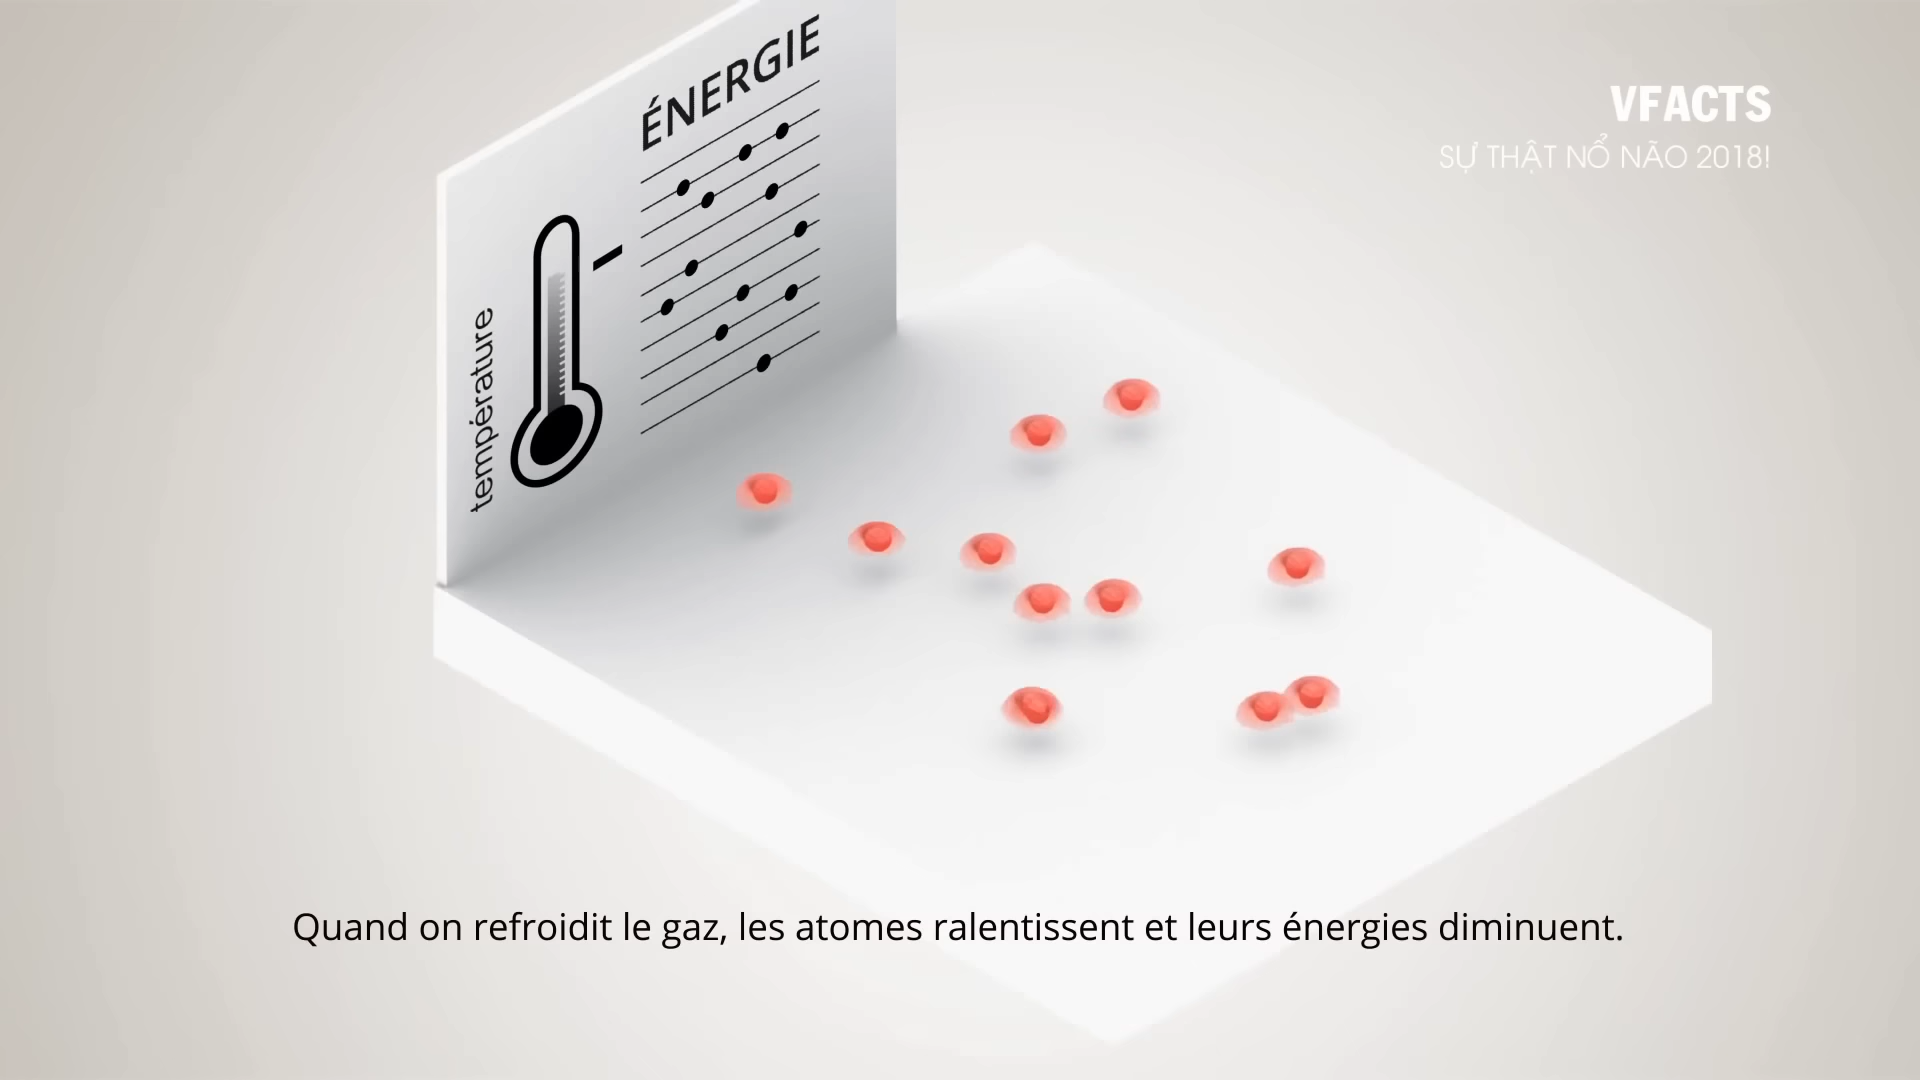 ÉNERGIE
VFACTS
SỰ THẬT NỔ NÃO 2018!
température
Quand on refroidit le gaz, les atomes ralentissent et leurs énergies diminuent.